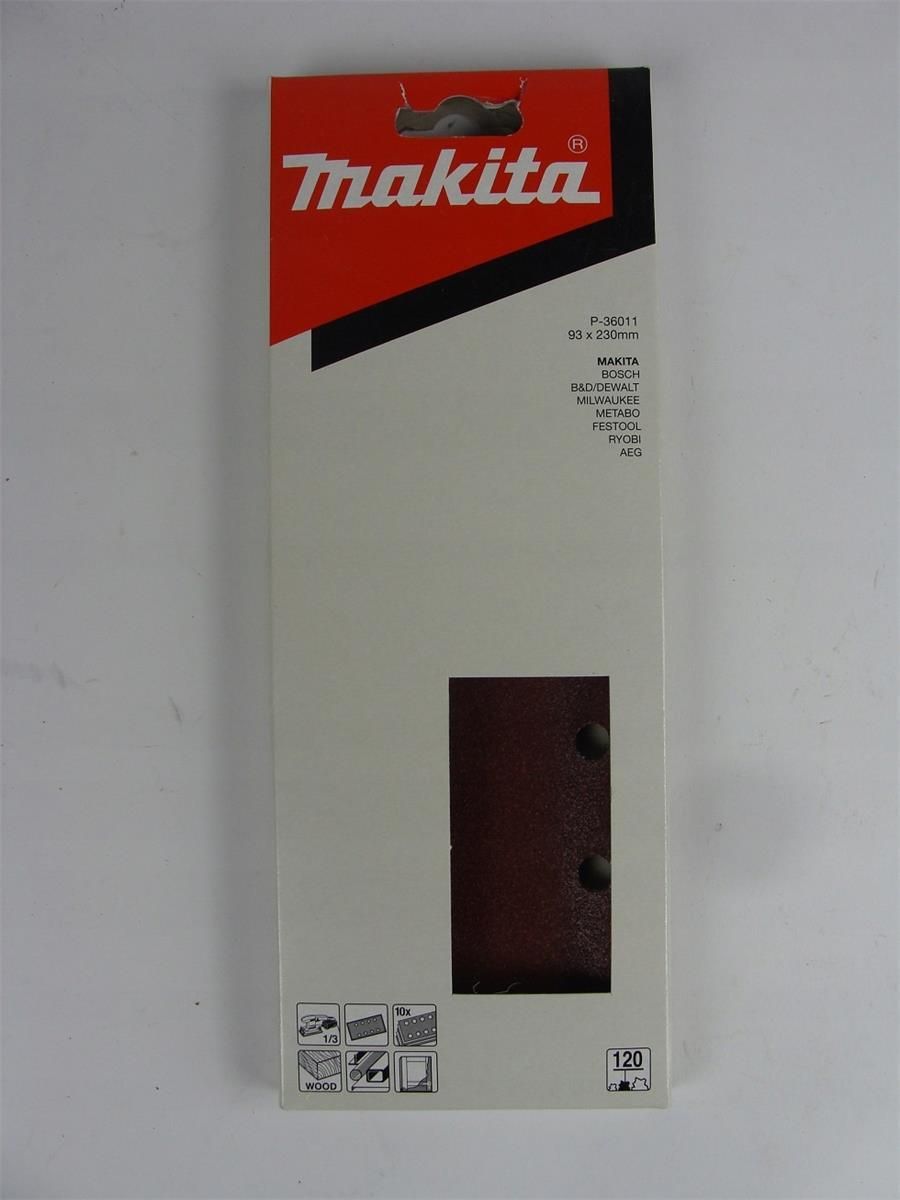 makita®
P-36011
93 x 230mm
MAKITA
BOSCH
B&D/DEWALT
MILWAUKEE
METABO
FESTOOL
RYOBI
AEG
1/3
10x
WOOD
120